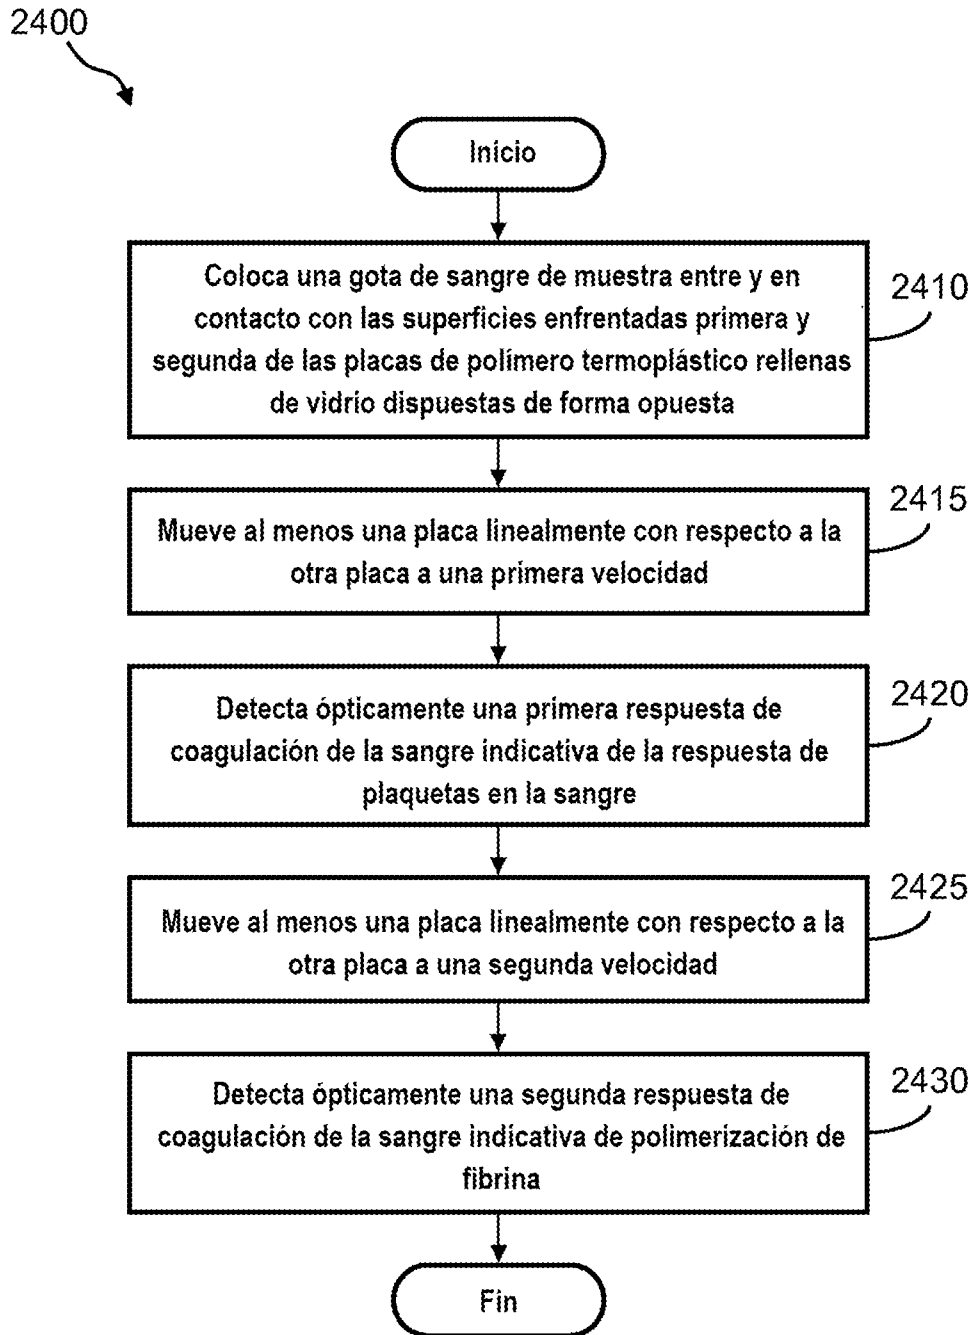 2400
Início
Coloca una gota de sangre de muestra entre y en
contacto con las superficies enfrentadas primera y
segunda de las placas de polímero termoplástico rellenas
de vidrio dispuestas de forma opuesta
2410
Mueve al menos una placa linealmente con respecto a la
otra placa a una primera velocidad
2415
Detecta ópticamente una primera respuesta de
coagulación de la sangre indicativa de la respuesta de
plaquetas en la sangre
2420
Mueve al menos una placa linealmente con respecto a la
otra placa a una segunda velocidad
2425
Detecta ópticamente una segunda respuesta de
coagulación de la sangre indicativa de polimerización de
fibrina
2430
Fin